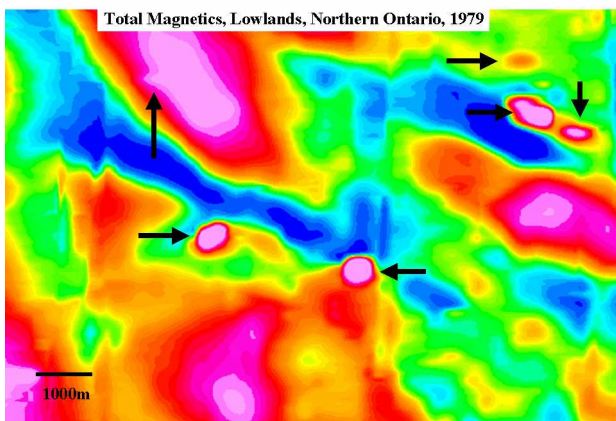 Total Magnetics, Lowlands, Northern Ontario, 1979
1000m